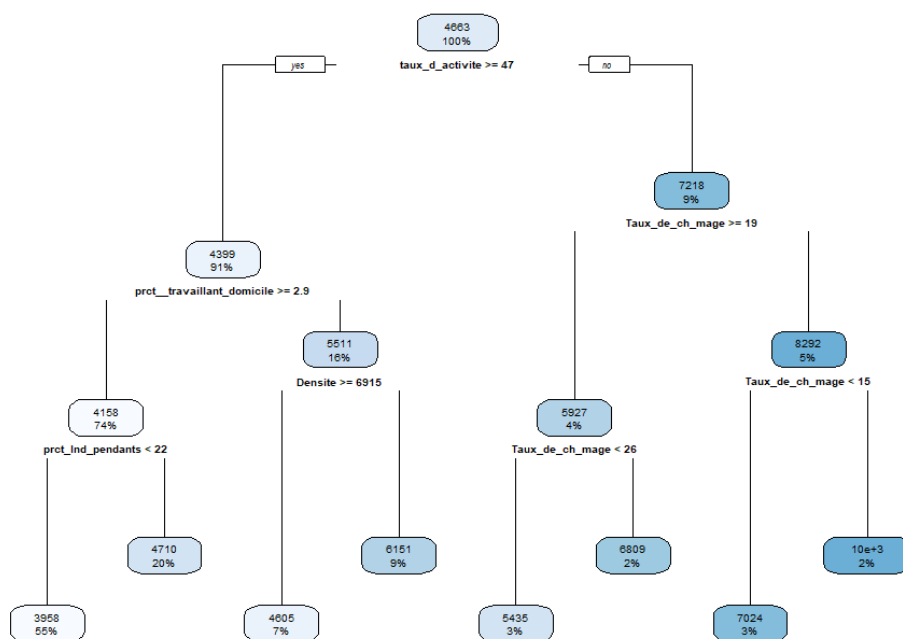 4663
100%
taux_d_activite >= 47
yes
no
7218
9%
Taux_de_ch_mage >= 19
4399
91%
prct__travaillant_domicile >= 2.9
5511
16%
Densite >= 6915
8292
5%
Taux_de_ch_mage < 15
4158
74%
prct_Ind_pendants < 22
5927
4%
Taux_de_ch_mage < 26
4710
20%
6151
9%
6809
2%
10e+3
2%
3958
55%
4605
7%
5435
3%
7024
3%